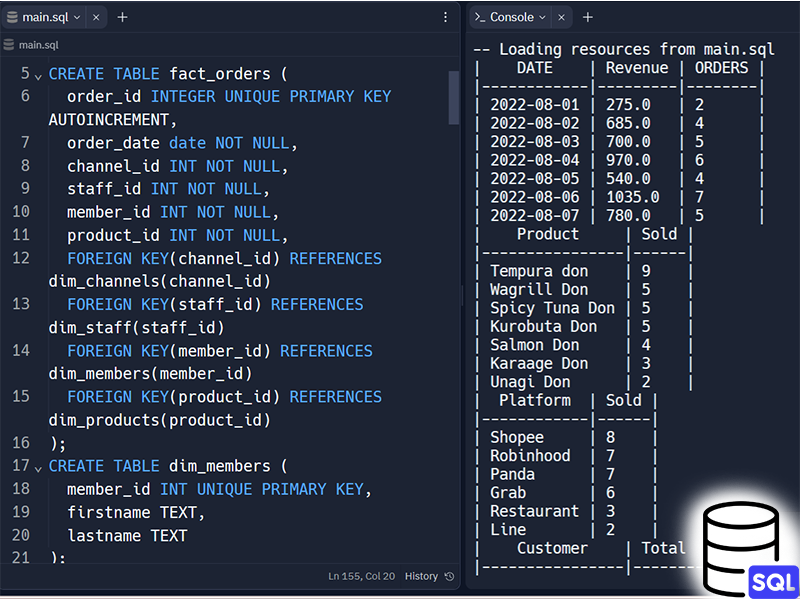 main.sql
main.sql
5 CREATE TABLE fact_orders (
6 order_id INTEGER UNIQUE PRIMARY KEY
AUTOINCREMENT,
7 order_date date NOT NULL,
8 channel_id INT NOT NULL,
9 staff_id INT NOT NULL,
10 member_id INT NOT NULL,
11 product_id INT NOT NULL,
12 FOREIGN KEY(channel_id) REFERENCES
dim_channels(channel_id)
13 FOREIGN KEY(staff_id) REFERENCES
dim_staff(staff_id)
14 FOREIGN KEY(member_id) REFERENCES
dim_members(member_id)
15 FOREIGN KEY(product_id) REFERENCES
dim_products(product_id)
16 );
17 CREATE TABLE dim_members (
18 member_id INT UNIQUE PRIMARY KEY,
19 firstname TEXT,
20 lastname TEXT
21 );
Ln 155, Col 20 History
>_ Console
-- Loading resources from main.sql
| DATE | Revenue | ORDERS |
|------------|---------|--------|
| 2022-08-01 | 275.0 | 2 |
| 2022-08-02 | 685.0 | 4 |
| 2022-08-03 | 700.0 | 5 |
| 2022-08-04 | 970.0 | 6 |
| 2022-08-05 | 540.0 | 4 |
| 2022-08-06 | 1035.0 | 7 |
| 2022-08-07 | 780.0 | 5 |
| Product | Sold |
|----------------|------|
| Tempura don | 9 |
| Wagrill Don | 5 |
| Spicy Tuna Don | 5 |
| Kurobuta Don | 5 |
| Salmon Don | 4 |
| Karaage Don | 3 |
| Unagi Don | 2 |
| Platform | Sold |
|------------|------|
| Shopee | 8 |
| Robinhood | 7 |
| Panda | 7 |
| Grab | 6 |
| Restaurant | 3 |
| Line | 2 |
| Customer | Total
|----------------|-------
SQL